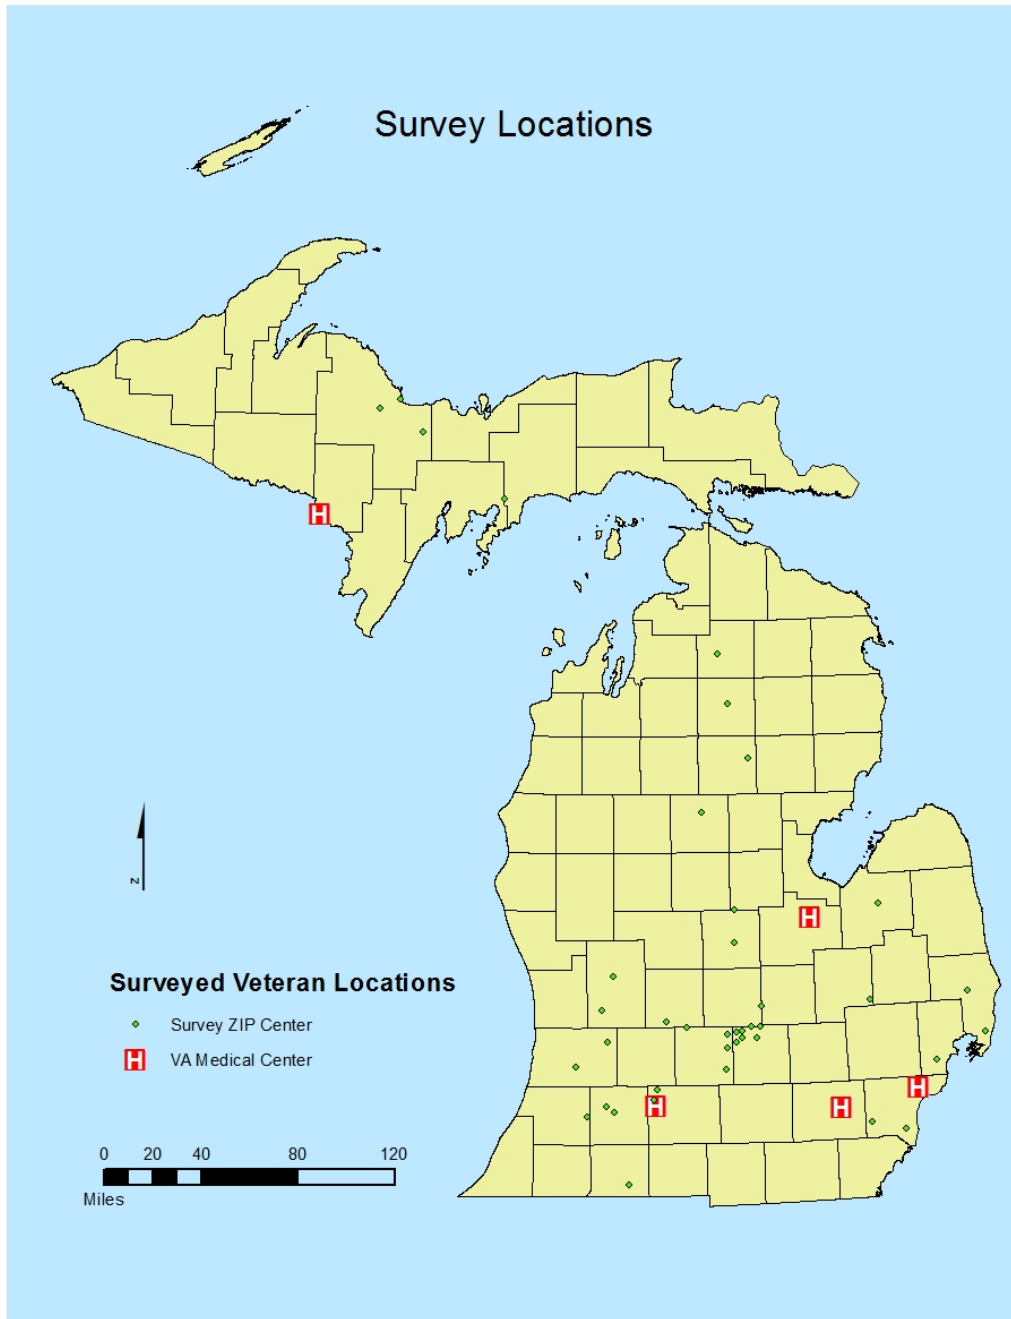 Survey Locations
H
H
H
H
H
N
Surveyed Veteran Locations
Survey ZIP Center
H VA Medical Center
0 20 40 80 120
Miles